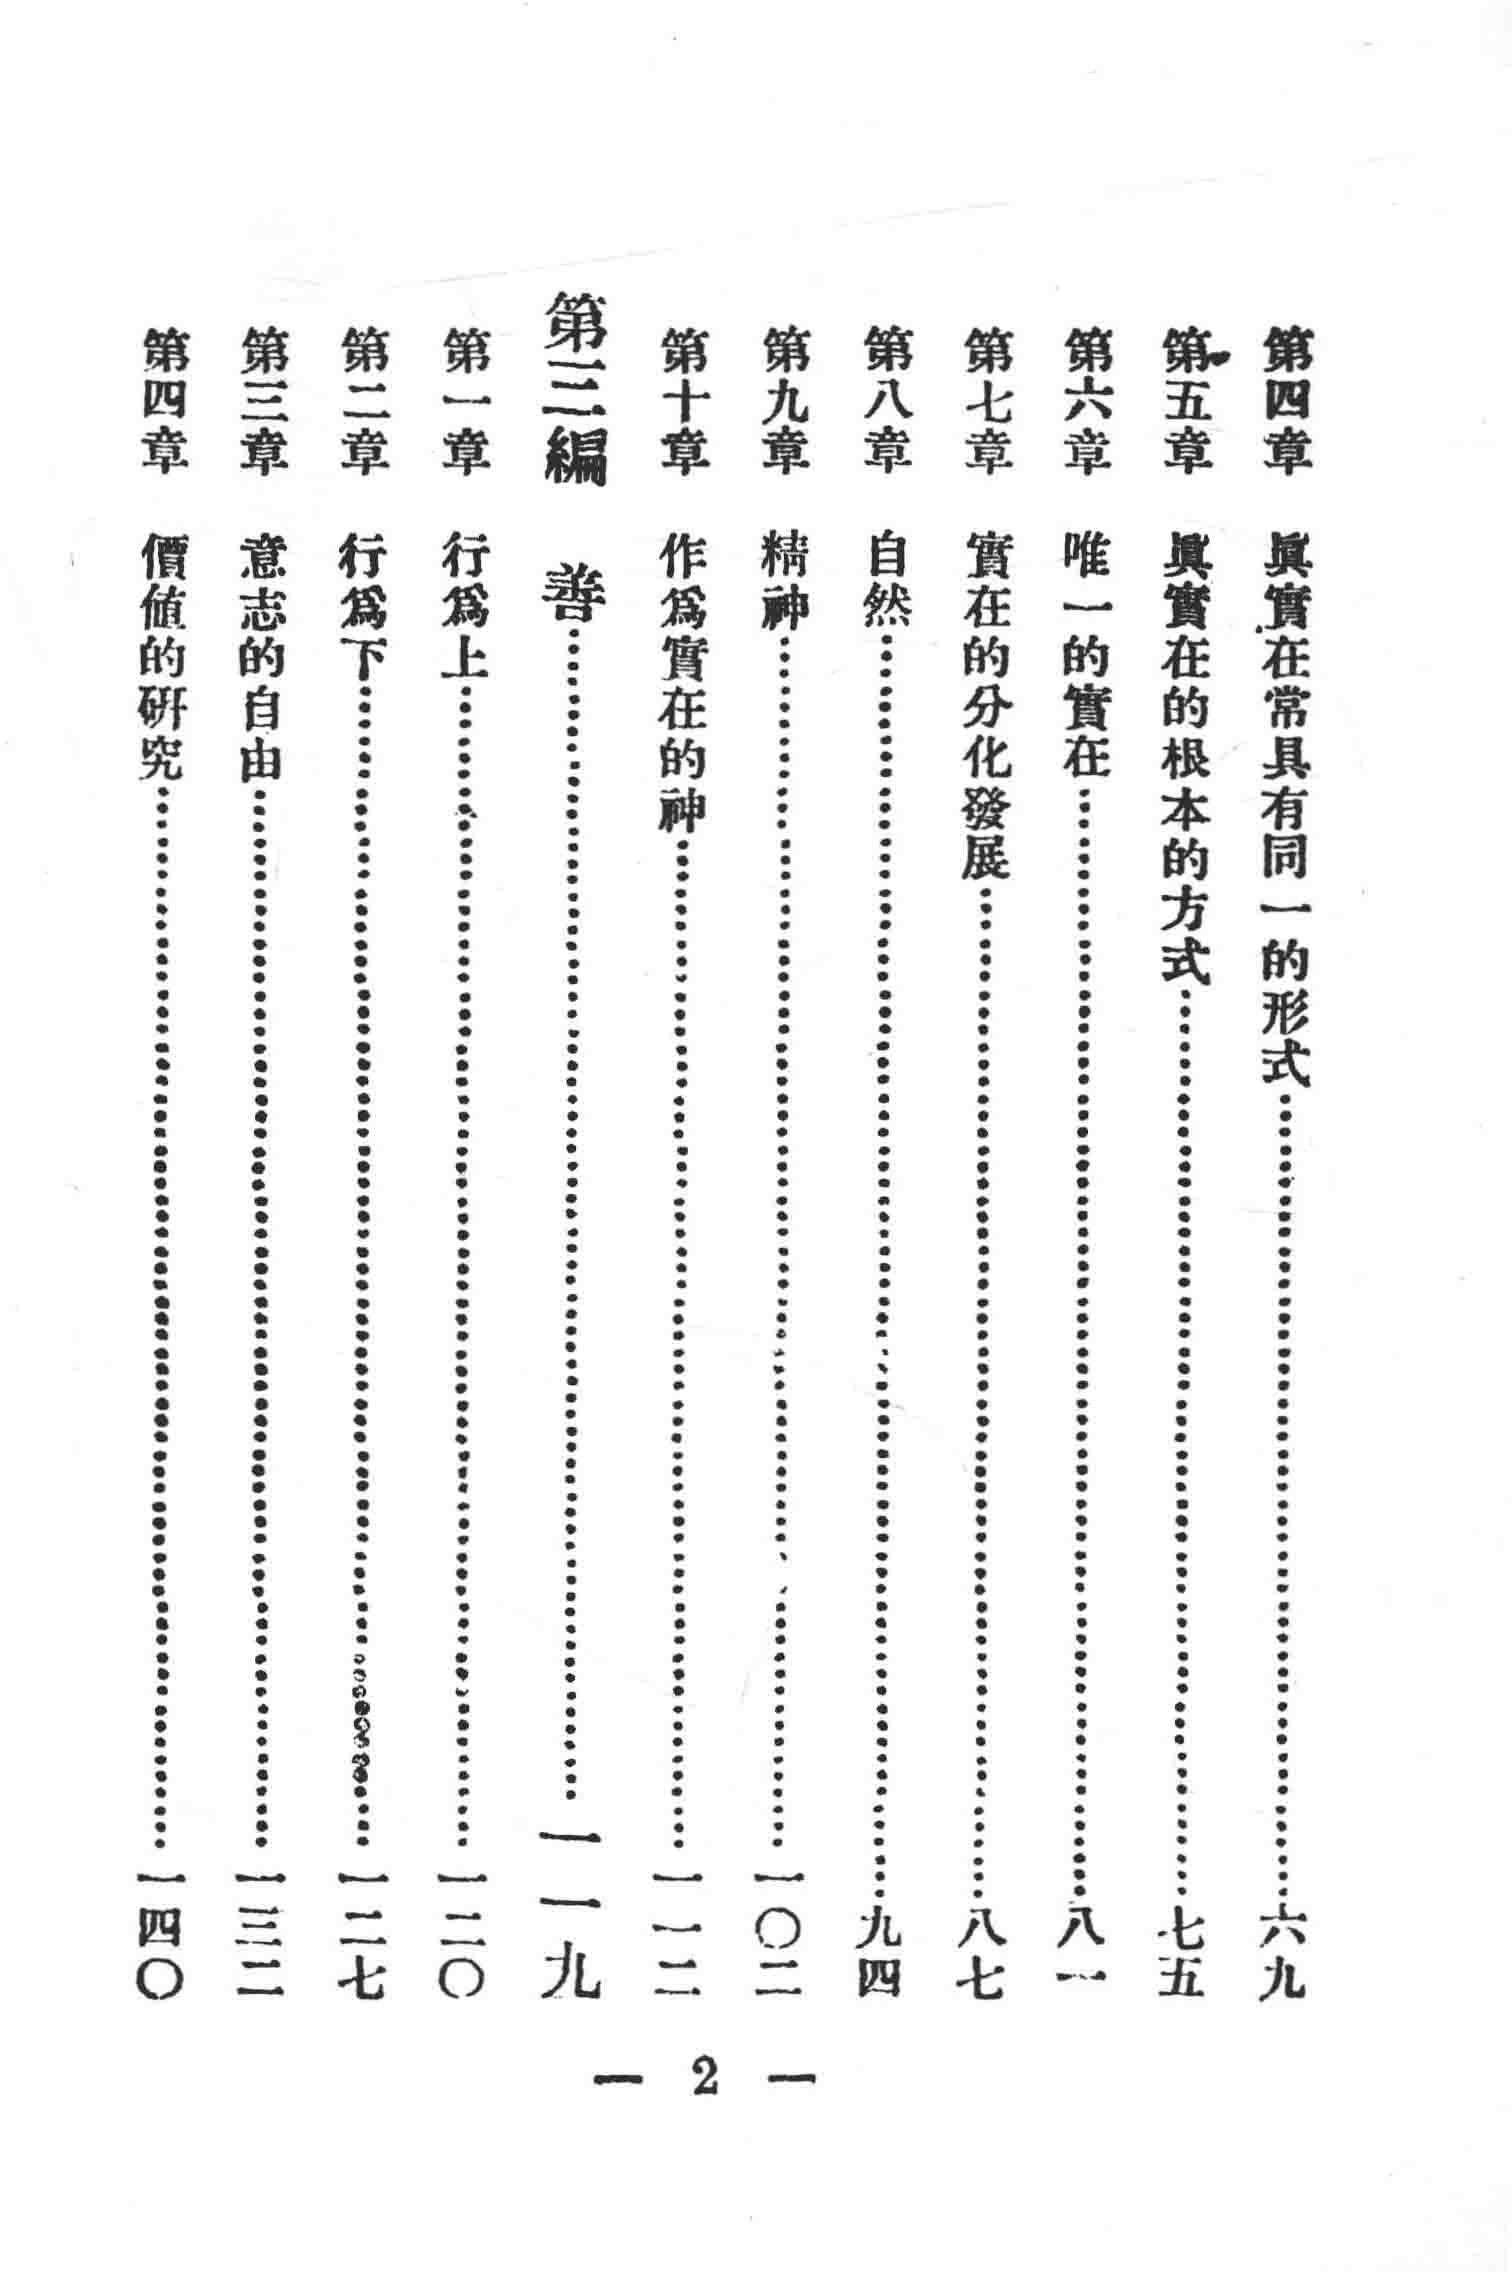 第四章　眞實在常具有同一的形式……六九
第五章　眞實在的根本的方式……七五
第六章　唯一的實在……八一
第七章　實在的分化發展……八七
第八章　自然……九四
第九章　精神……一〇二
第十章　作爲實在的神……一一二
第三編　善……一一九
第一章　行爲上……一二〇
第二章　行爲下……一二七
第三章　意志的自由……一三二
第四章　價値的硏究……一四〇
— 2 —